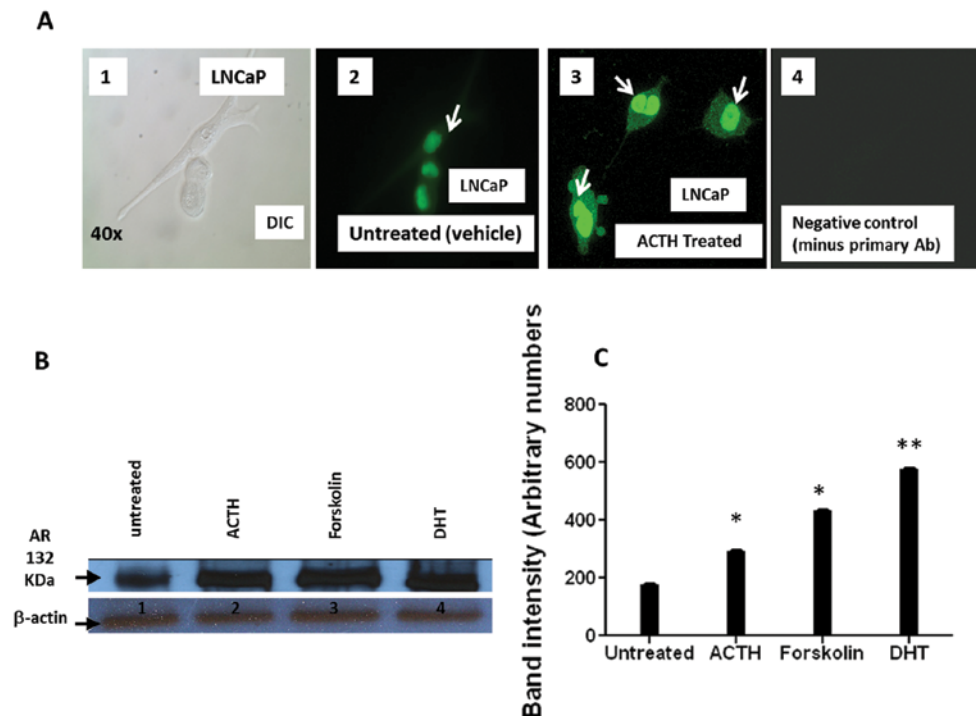 A
1
LNCaP
40x
DIC
2
LNCaP
Untreated (vehicle)
3
LNCaP
ACTH Treated
4
Negative control
(minus primary Ab)
B
untreated
ACTH
Forskolin
DHT
AR
132
KDa
1
2
3
4
β-actin
C
Band intensity (Arbitrary numbers
800
600
400
200
0
*
*
**
Untreated
ACTH
Forskolin
DHT